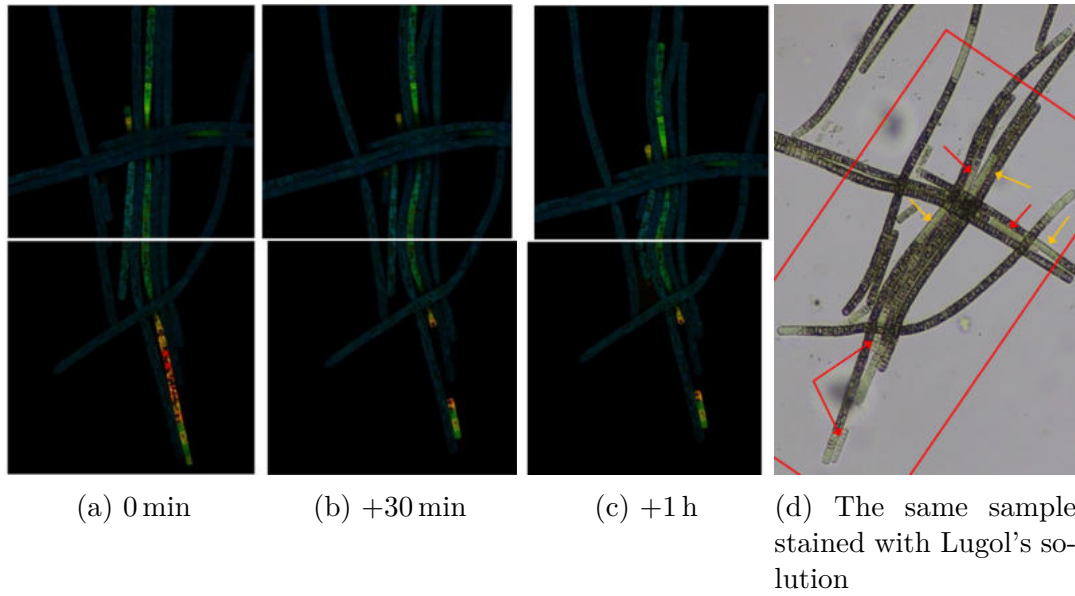 (a) 0 min
(b) +30 min
(c) +1 h
(d) The same sample
stained with Lugol's so-
lution